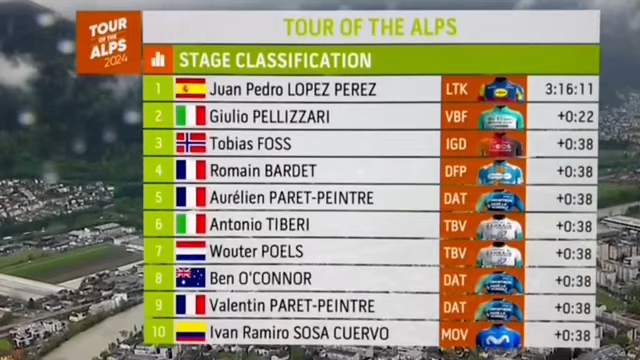 TOUR
OF THE
ALPS
2024
TOUR OF THE ALPS
STAGE CLASSIFICATION
1 Juan Pedro LOPEZ PEREZ LTK 3:16:11
2 Giulio PELLIZZARI VBF +0:22
3 Tobias FOSS IGD +0:38
4 Romain BARDET DFP +0:38
5 Aurélien PARET-PEINTRE DAT +0:38
6 Antonio TIBERI TBV +0:38
7 Wouter POELS TBV +0:38
8 Ben O'CONNOR DAT +0:38
9 Valentin PARET-PEINTRE DAT +0:38
10 Ivan Ramiro SOSA CUERVO MOV +0:38